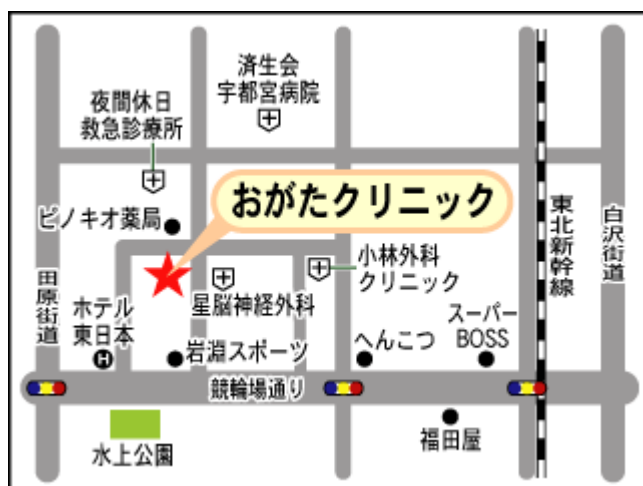 済生会
宇都宮病院
夜間休日
救急診療所
おがたクリニック
ピノキオ薬局
田原街道
東北新幹線
白沢街道
小林外科
クリニック
星脳神経外科
ホテル
東日本
H
岩淵スポーツ
へんこつ
スーパー
BOSS
競輪場通り
福田屋
水上公園